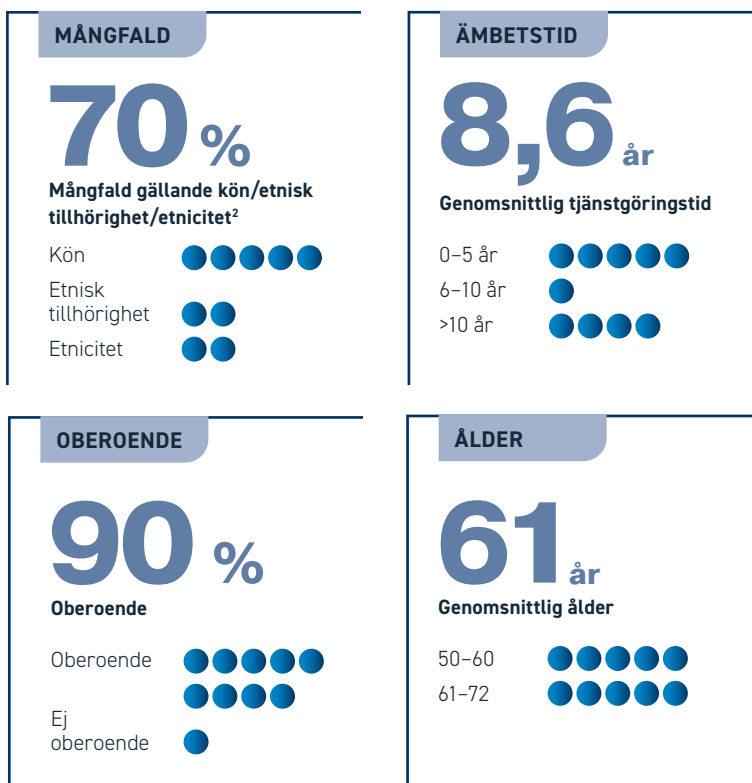 MÅNGFALD
70 %
Mångfald gällande kön/etnisk
tillhörighet/etnicitet²
Kön
Etnisk
tillhörighet
Etnicitet
ÄMBETSTID
8,6 år
Genomsnittlig tjänstgöringstid
0–5 år
6–10 år
>10 år
OBEROENDE
90 %
Oberoende
Oberoende
Ej
oberoende
ÅLDER
61 år
Genomsnittlig ålder
50–60
61–72